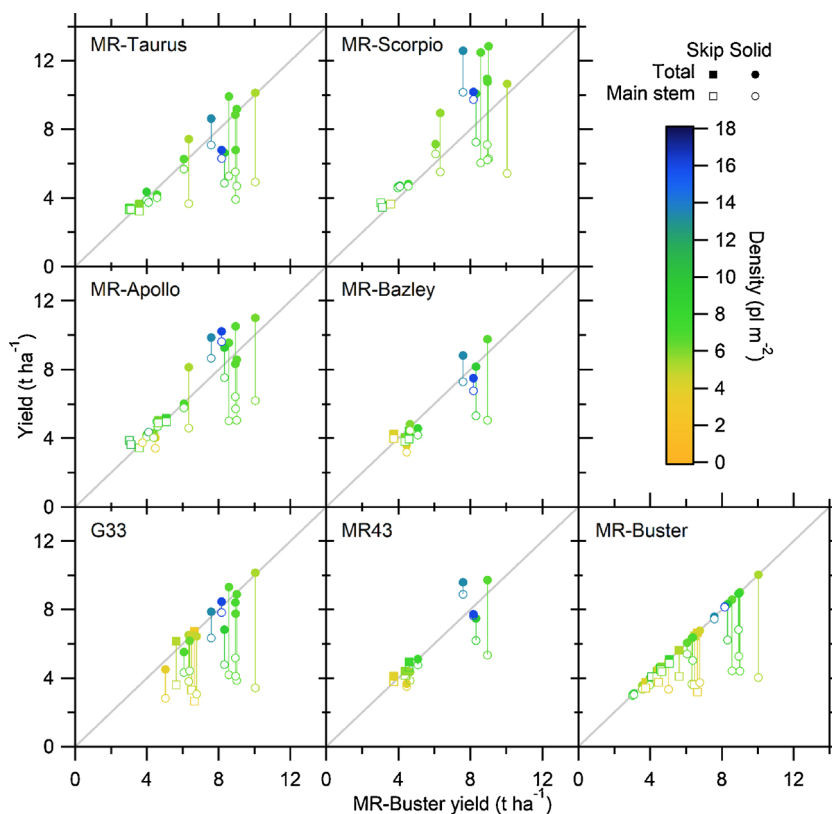 MR-Taurus
MR-Scorpio
Skip Solid
Total
Main stem
12
8
4
0
18
16
14
12
10
8
6
4
2
0
Density (pl m-2)
MR-Apollo
MR-Bazley
12
8
4
0
Yield (t ha-1)
G33
MR43
MR-Buster
12
8
4
0
0 4 8 12 0 4 8 12 0 4 8 12
MR-Buster yield (t ha-1)